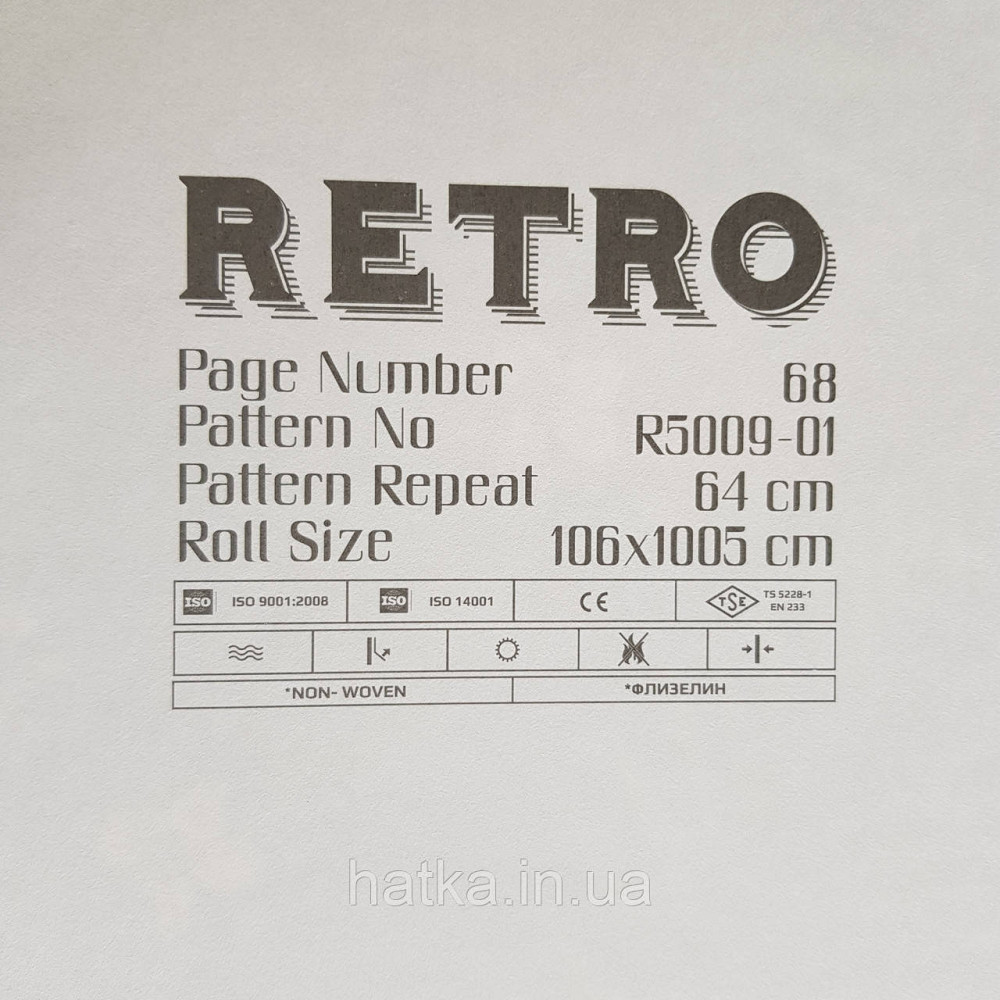 RETRO
Page Number 68
Pattern No R5009-01
Pattern Repeat 64 cm
Roll Size 106x1005 cm
ISO ISO 9001:2008 ISO ISO 14001 CE TSE TS 5228-1
EN 233
*NON- WOVEN *ФЛИЗЕЛИН
hatka.in.ua